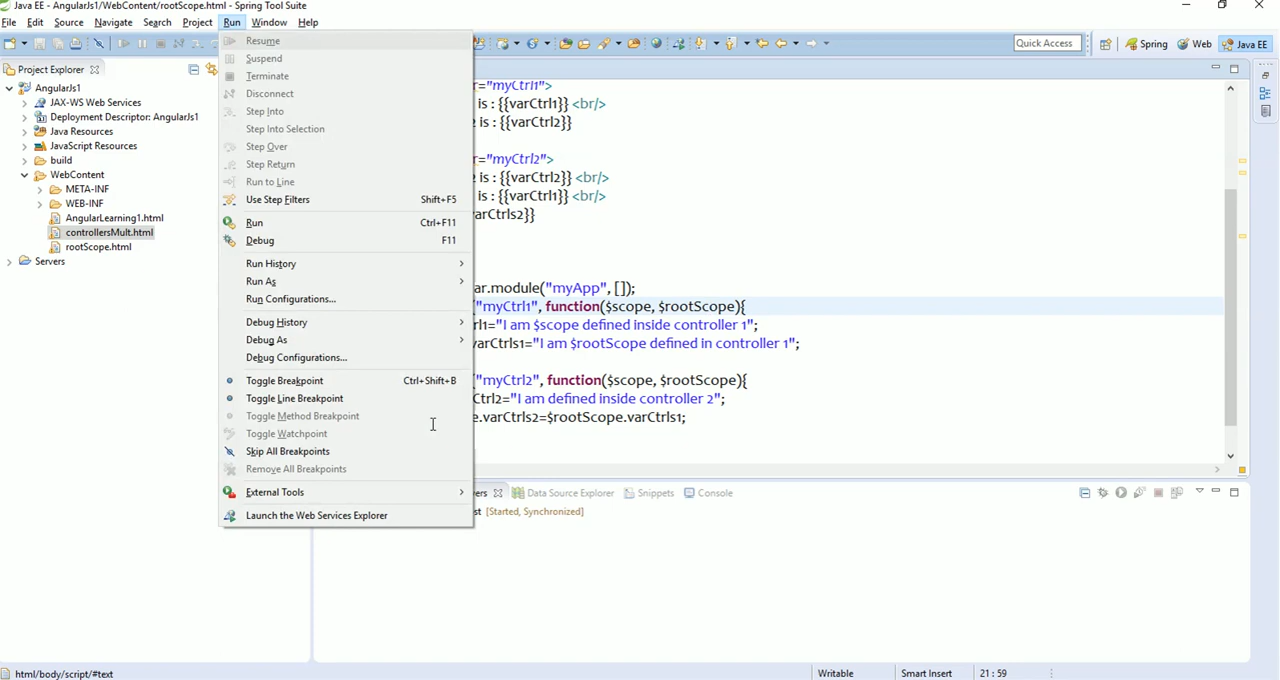 Java EE - AngularJs1/WebContent/rootScope.html - Spring Tool Suite
File Edit Source Navigate Search Project Run Window Help
Quick Access Spring Web Java EE
Project Explorer
AngularJs1
JAX-WS Web Services
Deployment Descriptor: AngularJs1
Java Resources
JavaScript Resources
build
WebContent
META-INF
WEB-INF
AngularLearning1.html
controllersMult.html
rootScope.html
Servers
Resume
Suspend
Terminate
Disconnect
Step Into
Step Into Selection
Step Over
Step Return
Run to Line
Use Step Filters Shift+F5
Run Ctrl+F11
Debug F11
Run History
Run As
Run Configurations...
Debug History
Debug As
Debug Configurations...
Toggle Breakpoint Ctrl+Shift+B
Toggle Line Breakpoint
Toggle Method Breakpoint
Toggle Watchpoint
Skip All Breakpoints
Remove All Breakpoints
External Tools
Launch the Web Services Explorer
r="myCtrl1">
is : {{varCtrl1}} <br/>
2 is : {{varCtrl2}}
r="myCtrl2">
is : {{varCtrl2}} <br/>
is : {{varCtrl1}} <br/>
varCtrls2}}
ar.module("myApp", []);
("myCtrl1", function($scope, $rootScope){
rl1="I am $scope defined inside controller 1";
varCtrls1="I am $rootScope defined in controller 1";
("myCtrl2", function($scope, $rootScope){
Ctrl2="I am defined inside controller 2";
e.varCtrls2=$rootScope.varCtrls1;
ers Data Source Explorer Snippets Console
st [Started, Synchronized]
html/body/script/#text Writable Smart Insert 21 : 59